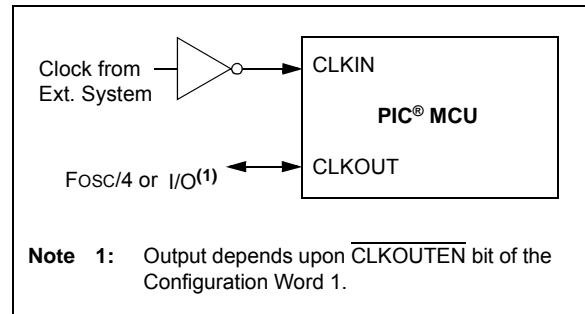 Clock from
Ext. System
CLKIN
PIC® MCU
FOSC/4 or I/O(1)
CLKOUT
Note 1: Output depends upon CLKOUTEN bit of the
Configuration Word 1.